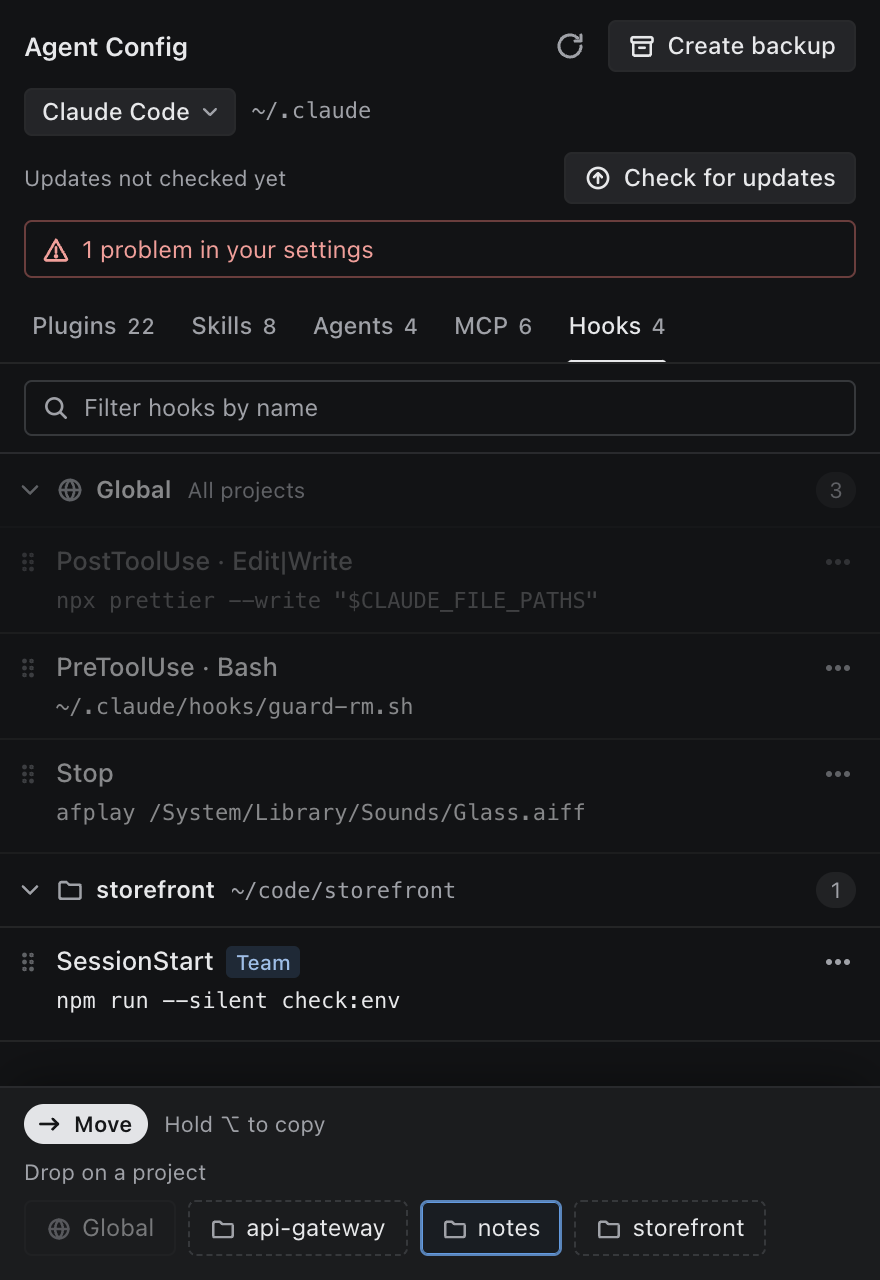 Agent Config
Create backup
Claude Code ~/.claude
Updates not checked yet
Check for updates
1 problem in your settings
Plugins 22 Skills 8 Agents 4 MCP 6 Hooks 4
Filter hooks by name
Global All projects 3
PostToolUse · Edit|Write
npx prettier --write "$CLAUDE_FILE_PATHS"
PreToolUse · Bash
~/.claude/hooks/guard-rm.sh
Stop
afplay /System/Library/Sounds/Glass.aiff
storefront ~/code/storefront 1
SessionStart Team
npm run --silent check:env
Move Hold ⌥ to copy
Drop on a project
Global api-gateway notes storefront